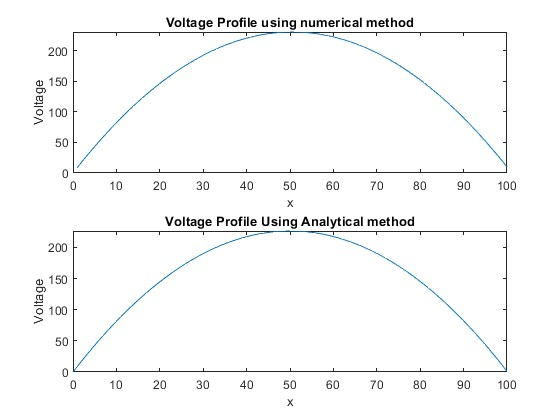 Voltage Profile using numerical method
200
150
100
50
0
Voltage
0 10 20 30 40 50 60 70 80 90 100
x
Voltage Profile Using Analytical method
200
150
100
50
0
Voltage
0 10 20 30 40 50 60 70 80 90 100
x